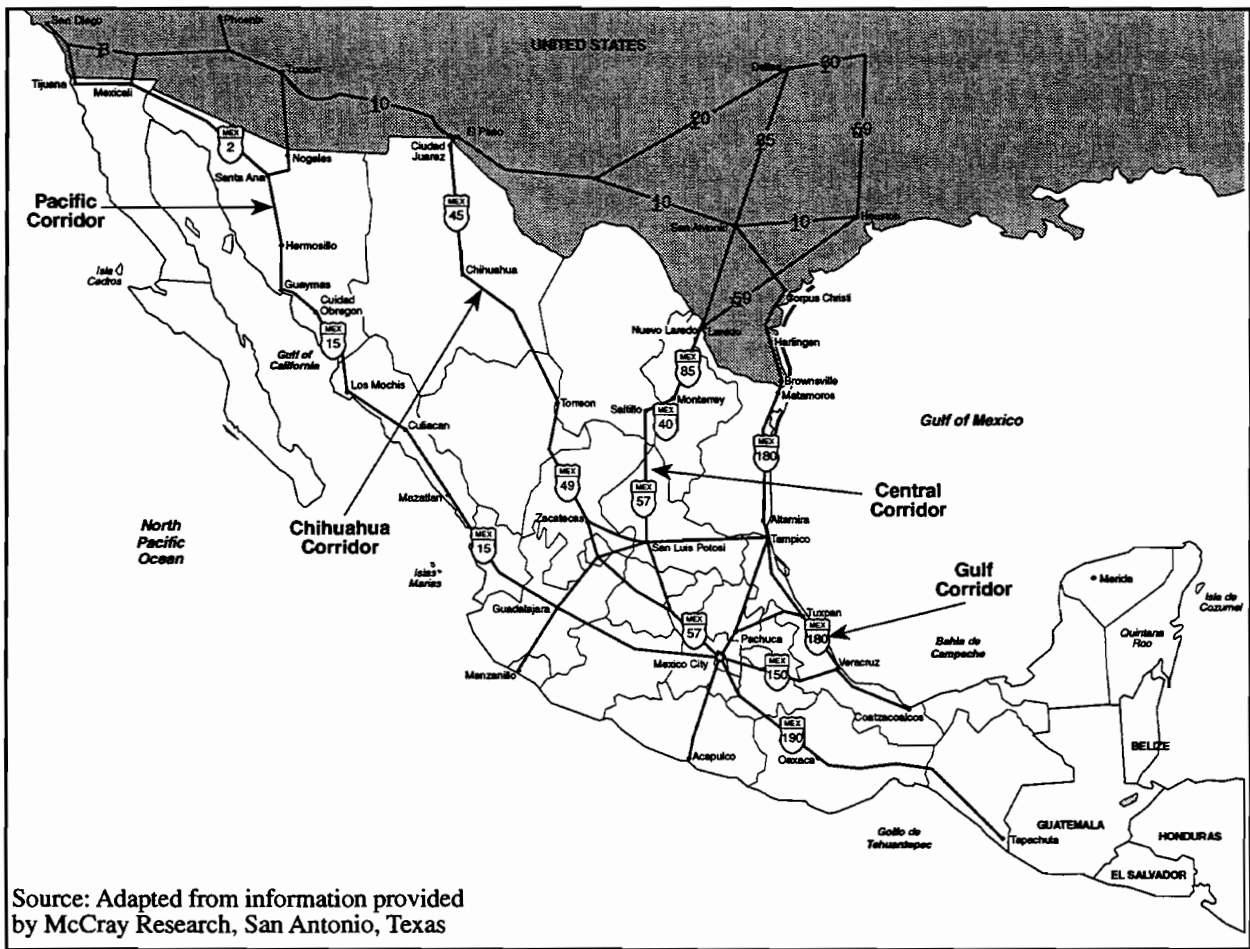 San Diego
Phoenix
UNITED STATES
8
Tucson
Dallas
30
Tijuana
Mexicali
10
20
35
59
El Paso
Ciudad
Juarez
MEX
2
Nogales
Santa Ana
Pacific
Corridor
MEX
45
10
10
San Antonio
Houston
Hermosillo
Isla
Cedros
Chihuahua
Guaymas
Cuidad
Obregon
59
Corpus Christi
MEX
15
Gulf of
California
Nuevo Laredo
Laredo
Harlingen
MEX
85
Los Mochis
Brownsville
Matamoros
Torreon
Saltillo
Monterrey
MEX
40
Culiacan
Gulf of Mexico
MEX
180
MEX
49
MEX
57
Central
Corridor
Mazatlan
Chihuahua
Corridor
Zacatecas
Altamira
Tampico
North
Pacific
Ocean
MEX
15
San Luis Potosi
Gulf
Corridor
Islas
Marias
Merida
Isla de
Cozumel
Guadalajara
Tuxpan
MEX
57
Pachuca
MEX
180
Bahia de
Campeche
Quintana
Roo
Mexico City
MEX
150
Veracruz
Manzanillo
Coatzacoalcos
MEX
190
BELIZE
Acapulco
Oaxaca
Golfo de
Tehuantepec
Tapachula
GUATEMALA
HONDURAS
EL SALVADOR
Source: Adapted from information provided
by McCray Research, San Antonio, Texas